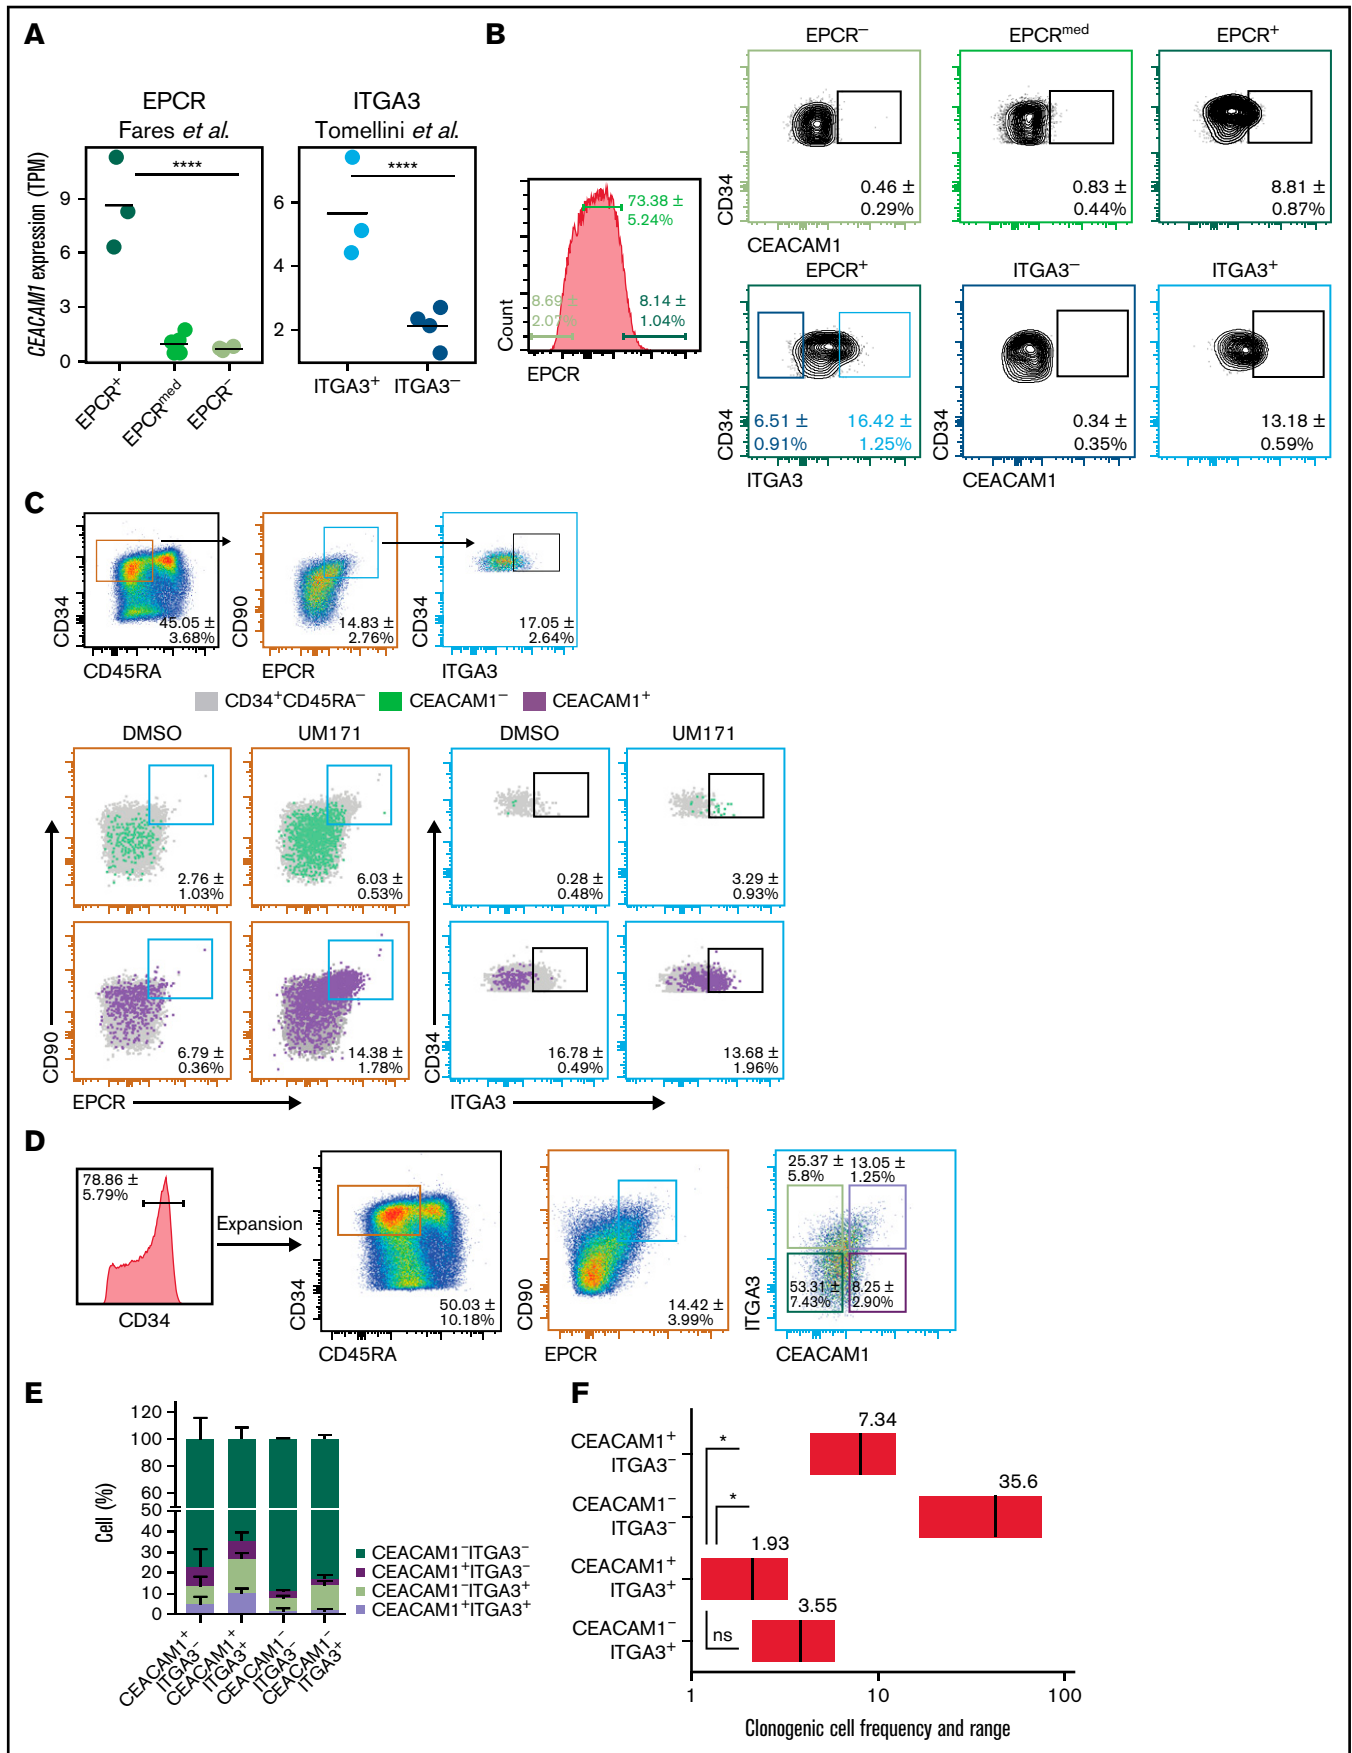 A
EPCR
Fares et al.
ITGA3
Tomellini et al.
CEACAM1 expression (TPM)
9
6
3
0
****
EPCR+
EPCRmed
EPCR−
6
4
2
****
ITGA3+
ITGA3−
B
Count
EPCR
73.38 ±
5.24%
8.69 ±
2.07%
8.14 ±
1.04%
EPCR−
EPCRmed
EPCR+
CD34
0.46 ±
0.29%
0.83 ±
0.44%
8.81 ±
0.87%
CEACAM1
EPCR+
ITGA3−
ITGA3+
CD34
6.51 ±
0.91%
16.42 ±
1.25%
ITGA3
CD34
0.34 ±
0.35%
13.18 ±
0.59%
CEACAM1
C
CD34
45.05 ±
3.68%
CD45RA
CD90
14.83 ±
2.76%
EPCR
CD34
17.05 ±
2.64%
ITGA3
CD34+CD45RA−
CEACAM1−
CEACAM1+
DMSO
UM171
DMSO
UM171
2.76 ±
1.03%
6.03 ±
0.53%
0.28 ±
0.48%
3.29 ±
0.93%
6.79 ±
0.36%
14.38 ±
1.78%
16.78 ±
0.49%
13.68 ±
1.96%
CD90
EPCR
CD34
ITGA3
D
78.86 ±
5.79%
CD34
Expansion
CD34
50.03 ±
10.18%
CD45RA
CD90
14.42 ±
3.99%
EPCR
ITGA3
25.37 ±
5.8%
13.05 ±
1.25%
53.31 ±
7.43%
8.25 ±
2.90%
CEACAM1
E
Cell (%)
120
100
80
60
50
40
30
20
10
0
CEACAM1+
ITGA3−
CEACAM1+
ITGA3+
CEACAM1−
ITGA3−
CEACAM1−
ITGA3+
CEACAM1−ITGA3−
CEACAM1+ITGA3−
CEACAM1−ITGA3+
CEACAM1+ITGA3+
F
CEACAM1+
ITGA3−
7.34
*
CEACAM1−
ITGA3−
35.6
*
CEACAM1+
ITGA3+
1.93
CEACAM1−
ITGA3+
3.55
ns
1
10
100
Clonogenic cell frequency and range